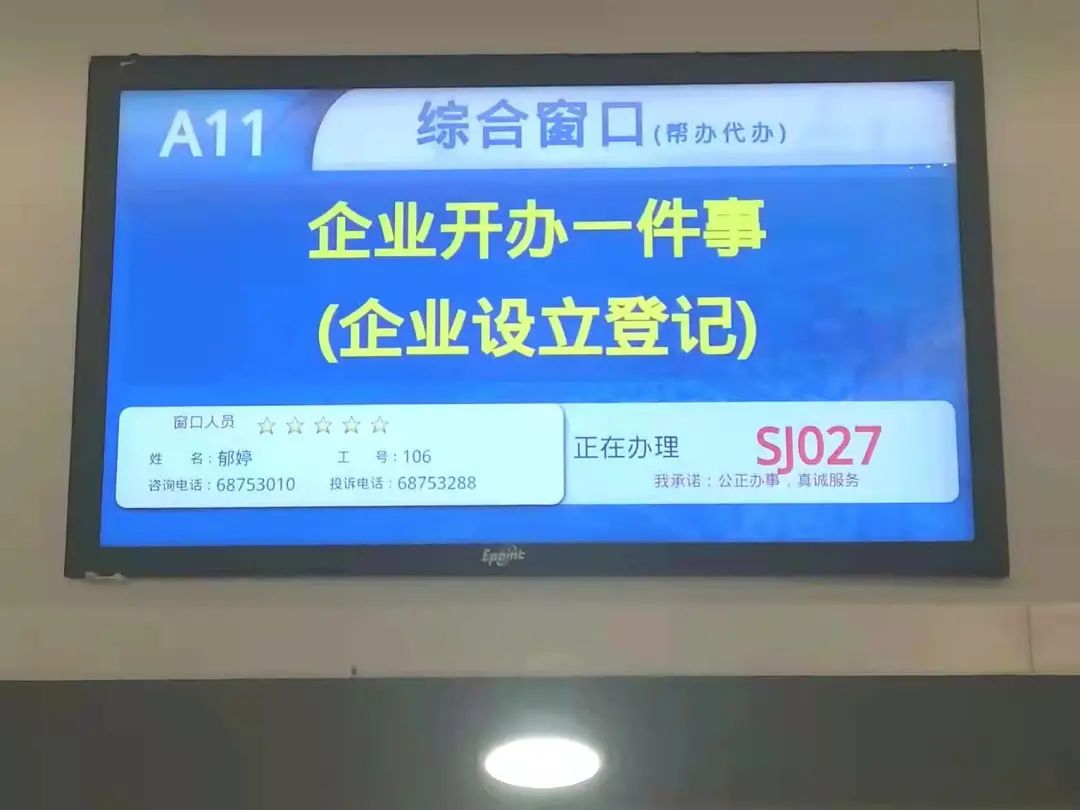 A11 综合窗口(帮办代办)
企业开办一件事
(企业设立登记)
窗口人员 ☆☆☆☆☆
姓 名：郁婷 工 号：106
咨询电话：68753010 投诉电话：68753288
正在办理 SJ027
我承诺：公正办事，真诚服务
Epoint